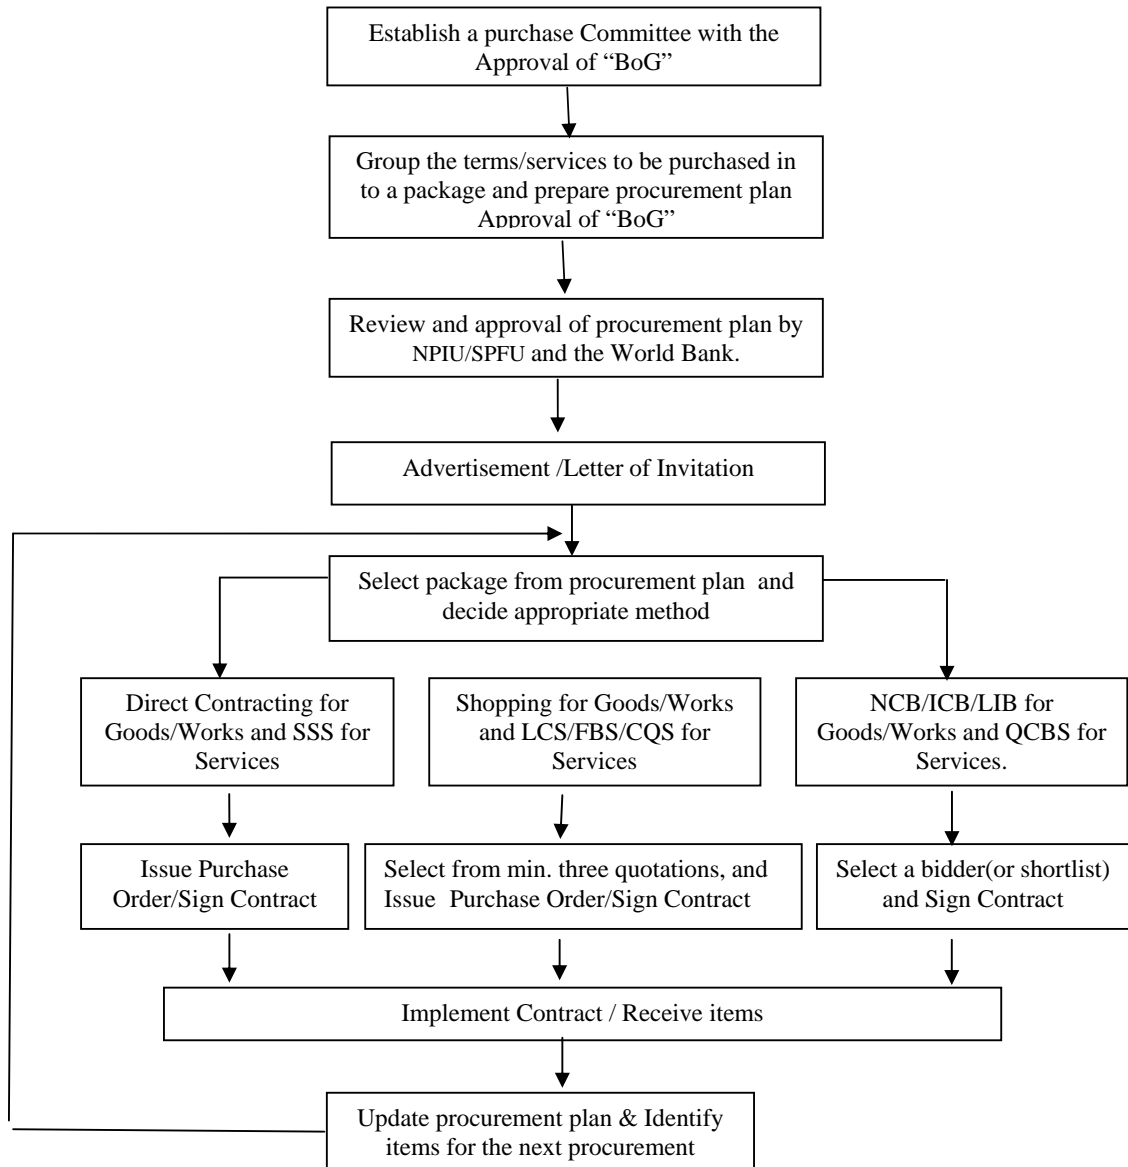 Establish a purchase Committee with the
Approval of “BoG”
Group the terms/services to be purchased in
to a package and prepare procurement plan
Approval of “BoG”
Review and approval of procurement plan by
NPIU/SPFU and the World Bank.
Advertisement /Letter of Invitation
Select package from procurement plan and
decide appropriate method
Direct Contracting for
Goods/Works and SSS for
Services
Shopping for Goods/Works
and LCS/FBS/CQS for
Services
NCB/ICB/LIB for
Goods/Works and QCBS for
Services.
Issue Purchase
Order/Sign Contract
Select from min. three quotations, and
Issue Purchase Order/Sign Contract
Select a bidder(or shortlist)
and Sign Contract
Implement Contract / Receive items
Update procurement plan & Identify
items for the next procurement